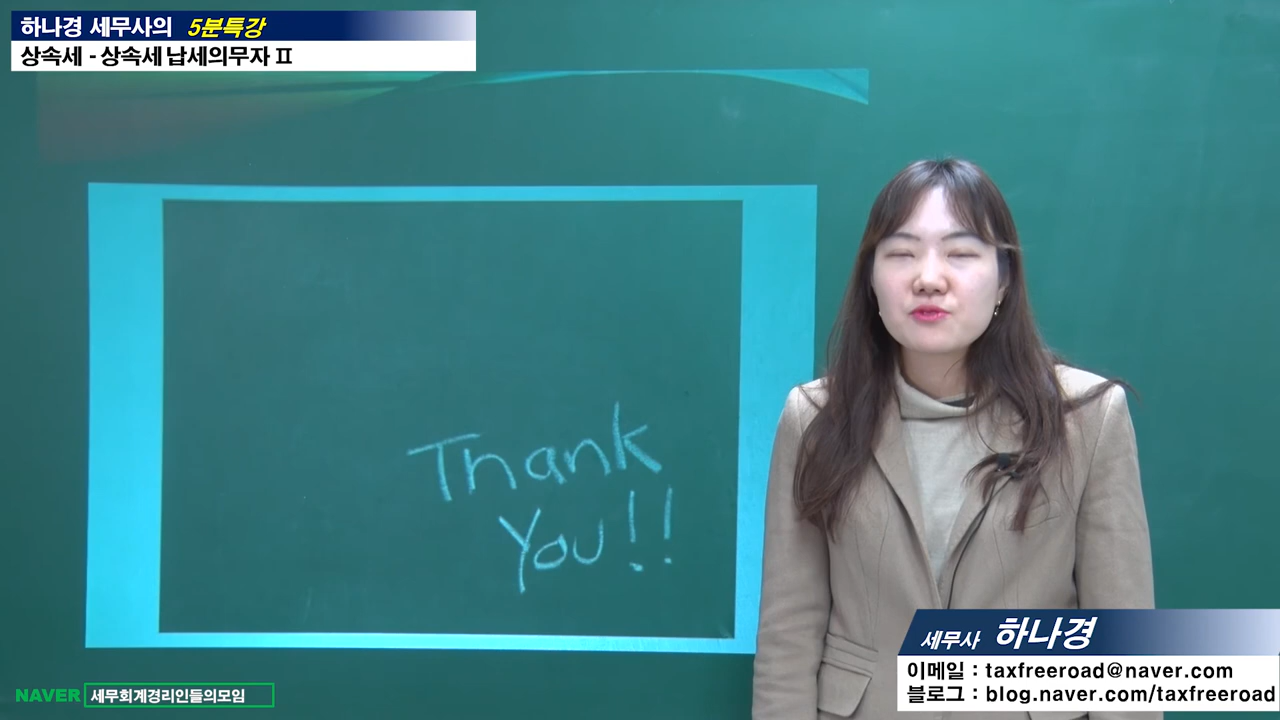 하나경 세무사의 5분특강
상속세 - 상속세 납세의무자 Ⅱ
Thank
You!!
세무사 하나경
이메일 : taxfreeroad@naver.com
블로그 : blog.naver.com/taxfreeroad
NAVER 세무회계경리인들의모임